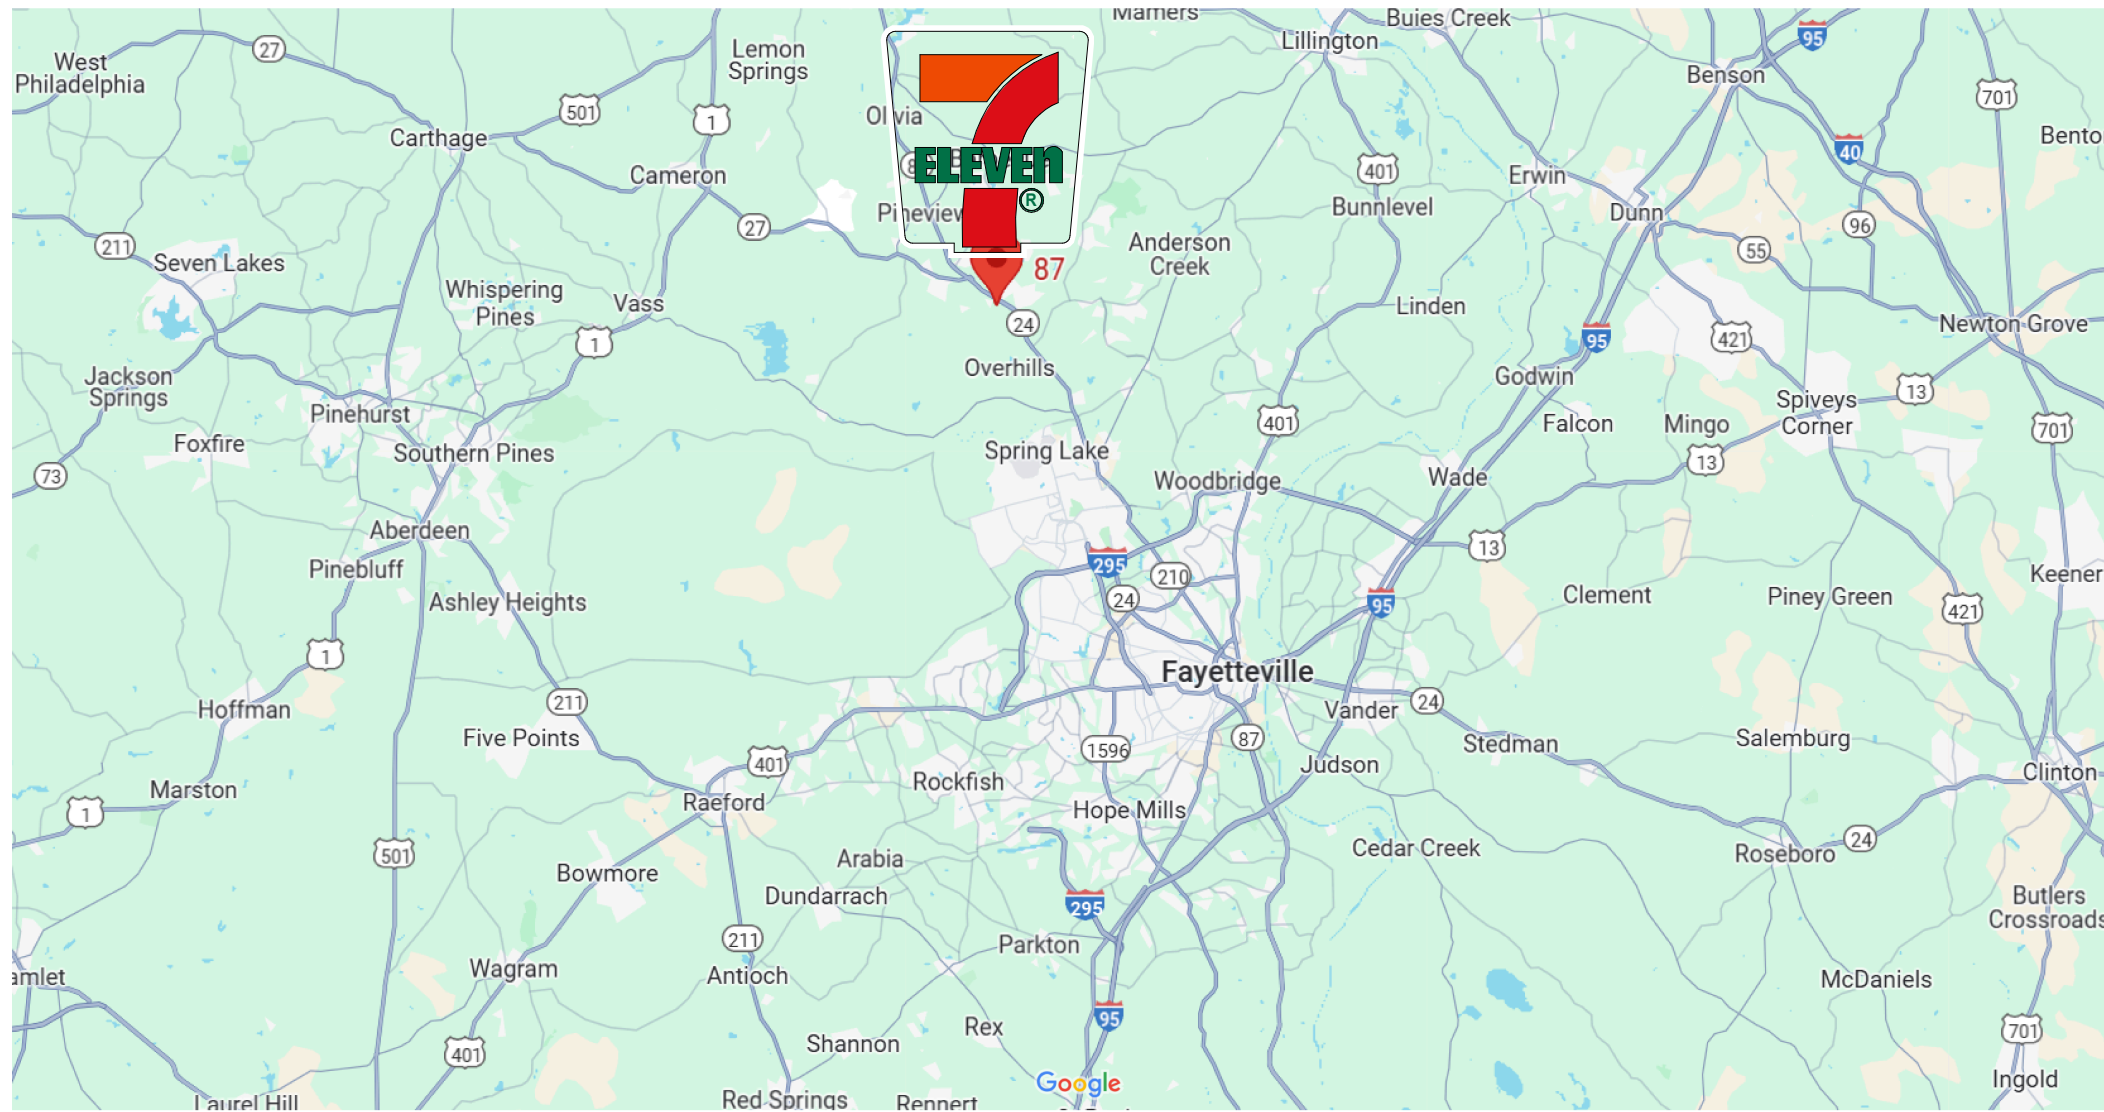 Mamers
Buies Creek
Lillington
95
West
Philadelphia
27
Lemon
Springs
Benson
701
501
1
7
Olivia
Carthage
40
Bento
ELEVEn
®
Cameron
401
Erwin
Bunnlevel
Dunn
Pineview
27
96
211
Anderson
Creek
55
Seven Lakes
87
Whispering
Pines
Vass
Linden
24
Newton Grove
1
95
421
Overhills
Jackson
Springs
Godwin
13
Spiveys
Corner
Pinehurst
401
Falcon
Mingo
701
Foxfire
Southern Pines
Spring Lake
13
73
Woodbridge
Wade
Aberdeen
13
Pinebluff
295
210
Keener
Ashley Heights
24
95
Clement
Piney Green
421
1
Fayetteville
211
24
Hoffman
Vander
Five Points
1596
87
Stedman
Salemburg
401
Judson
Clinton
Rockfish
Marston
Raeford
1
Hope Mills
24
501
Arabia
Cedar Creek
Roseboro
Bowmore
Dundarrach
295
Butlers
Crossroads
211
Parkton
Wagram
Antioch
amlet
McDaniels
95
Rex
701
Shannon
401
Google
Ingold
Laurel Hill
Red Springs
Rennert